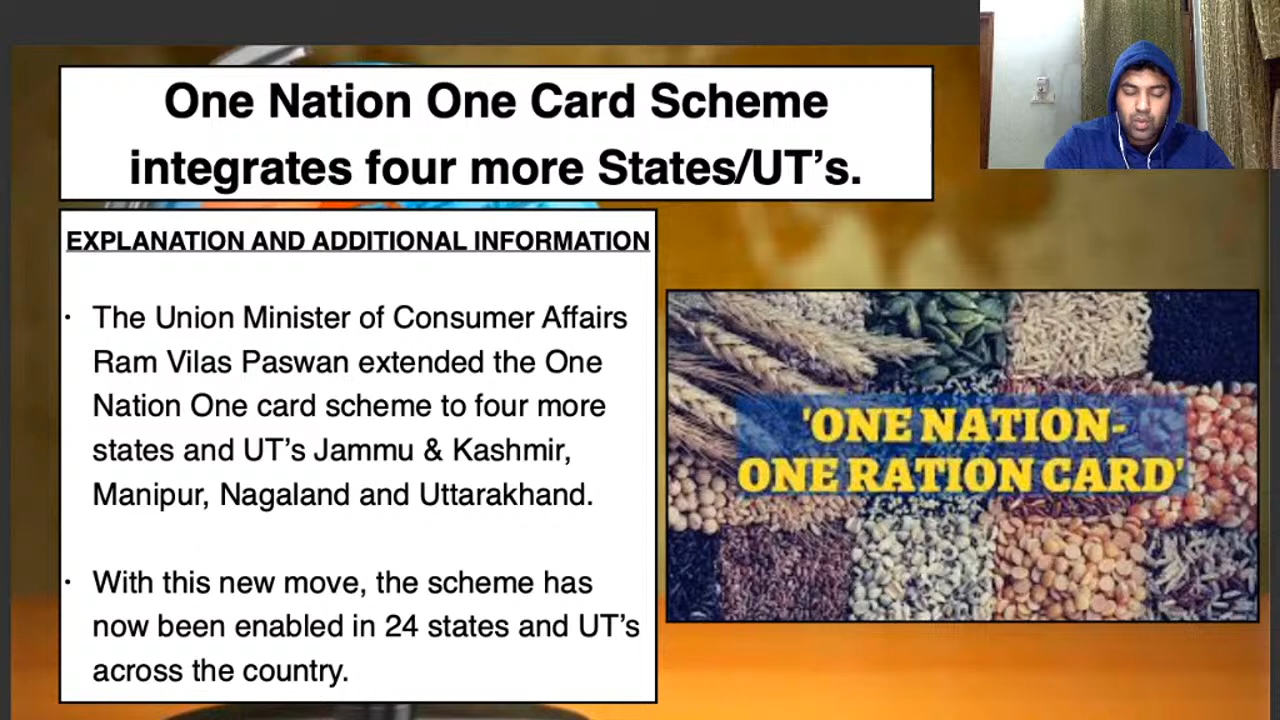 One Nation One Card Scheme
integrates four more States/UT’s.
EXPLANATION AND ADDITIONAL INFORMATION
· The Union Minister of Consumer Affairs
Ram Vilas Paswan extended the One
Nation One card scheme to four more
states and UT’s Jammu & Kashmir,
Manipur, Nagaland and Uttarakhand.
· With this new move, the scheme has
now been enabled in 24 states and UT’s
across the country.
'ONE NATION-
ONE RATION CARD'